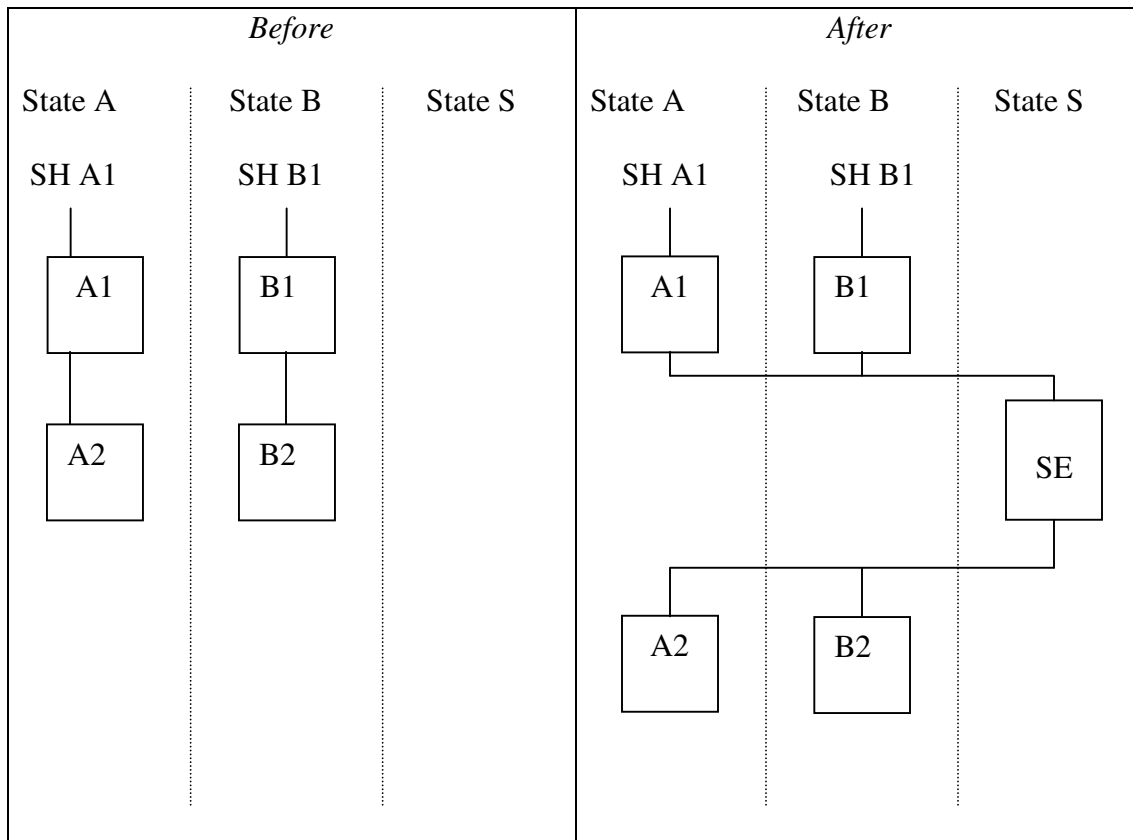 Before
State A State B State S
SH A1 SH B1
A1 B1
A2 B2
After
State A State B State S
SH A1 SH B1
A1 B1
SE
A2 B2